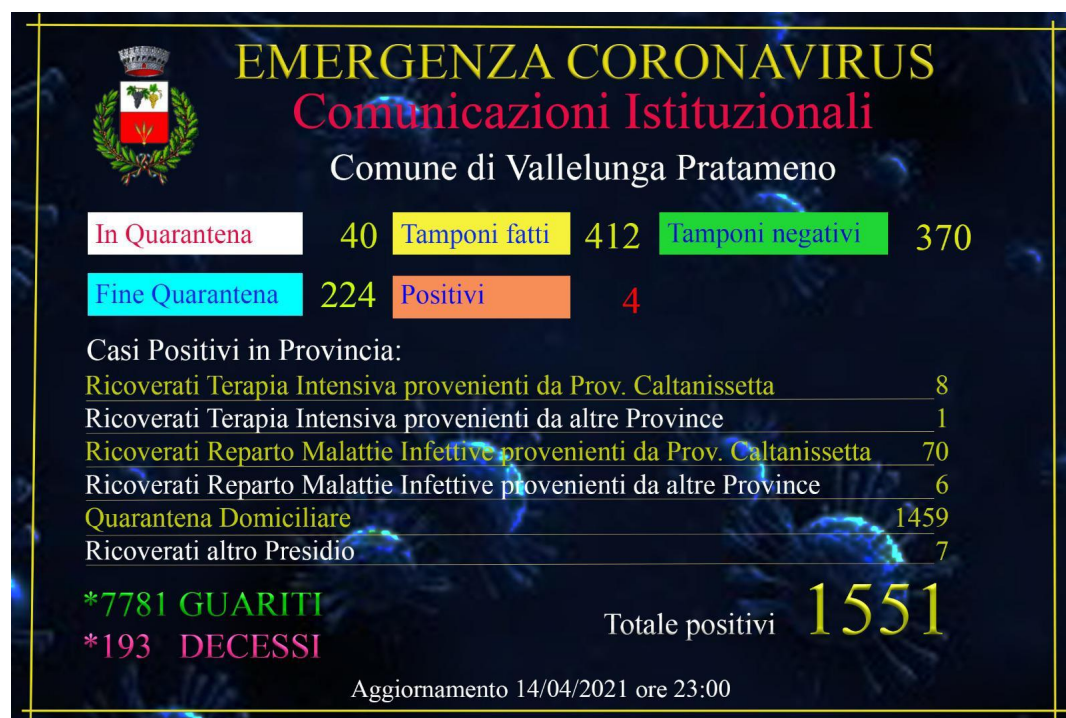 EMERGENZA CORONAVIRUS
Comunicazioni Istituzionali
Comune di Vallelunga Pratameno
In Quarantena 40 Tamponi fatti 412 Tamponi negativi 370
Fine Quarantena 224 Positivi 4
Casi Positivi in Provincia:
Ricoverati Terapia Intensiva provenienti da Prov. Caltanissetta 8
Ricoverati Terapia Intensiva provenienti da altre Province 1
Ricoverati Reparto Malattie Infettive provenienti da Prov. Caltanissetta 70
Ricoverati Reparto Malattie Infettive provenienti da altre Province 6
Quarantena Domiciliare 1459
Ricoverati altro Presidio 7
*7781 GUARITI
*193 DECESSI
Totale positivi 1551
Aggiornamento 14/04/2021 ore 23:00